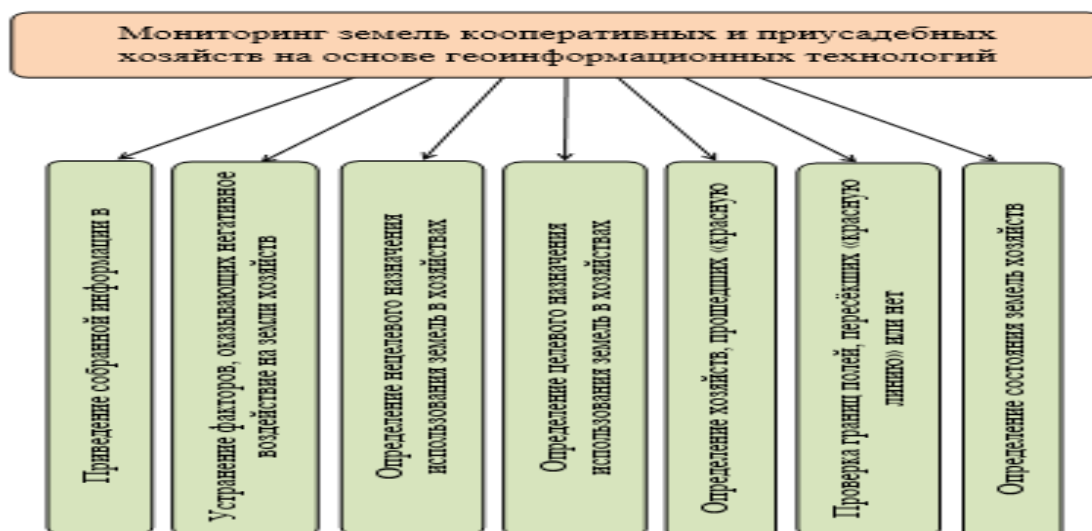 Мониторинг земель кооперативных и приусадебных
хозяйств на основе геоинформационных технологий
Приведение собранной информации в
Устранение факторов, оказывающих негативное
воздействие на земли хозяйств
Определение нецелевого назначения
использования земель в хозяйствах
Определение целевого назначения
использования земель в хозяйствах
Определение хозяйств, прошедших «красную
Проверка границ полей, пересёкших «красную
линию» или нет
Определение состояния земель хозяйств